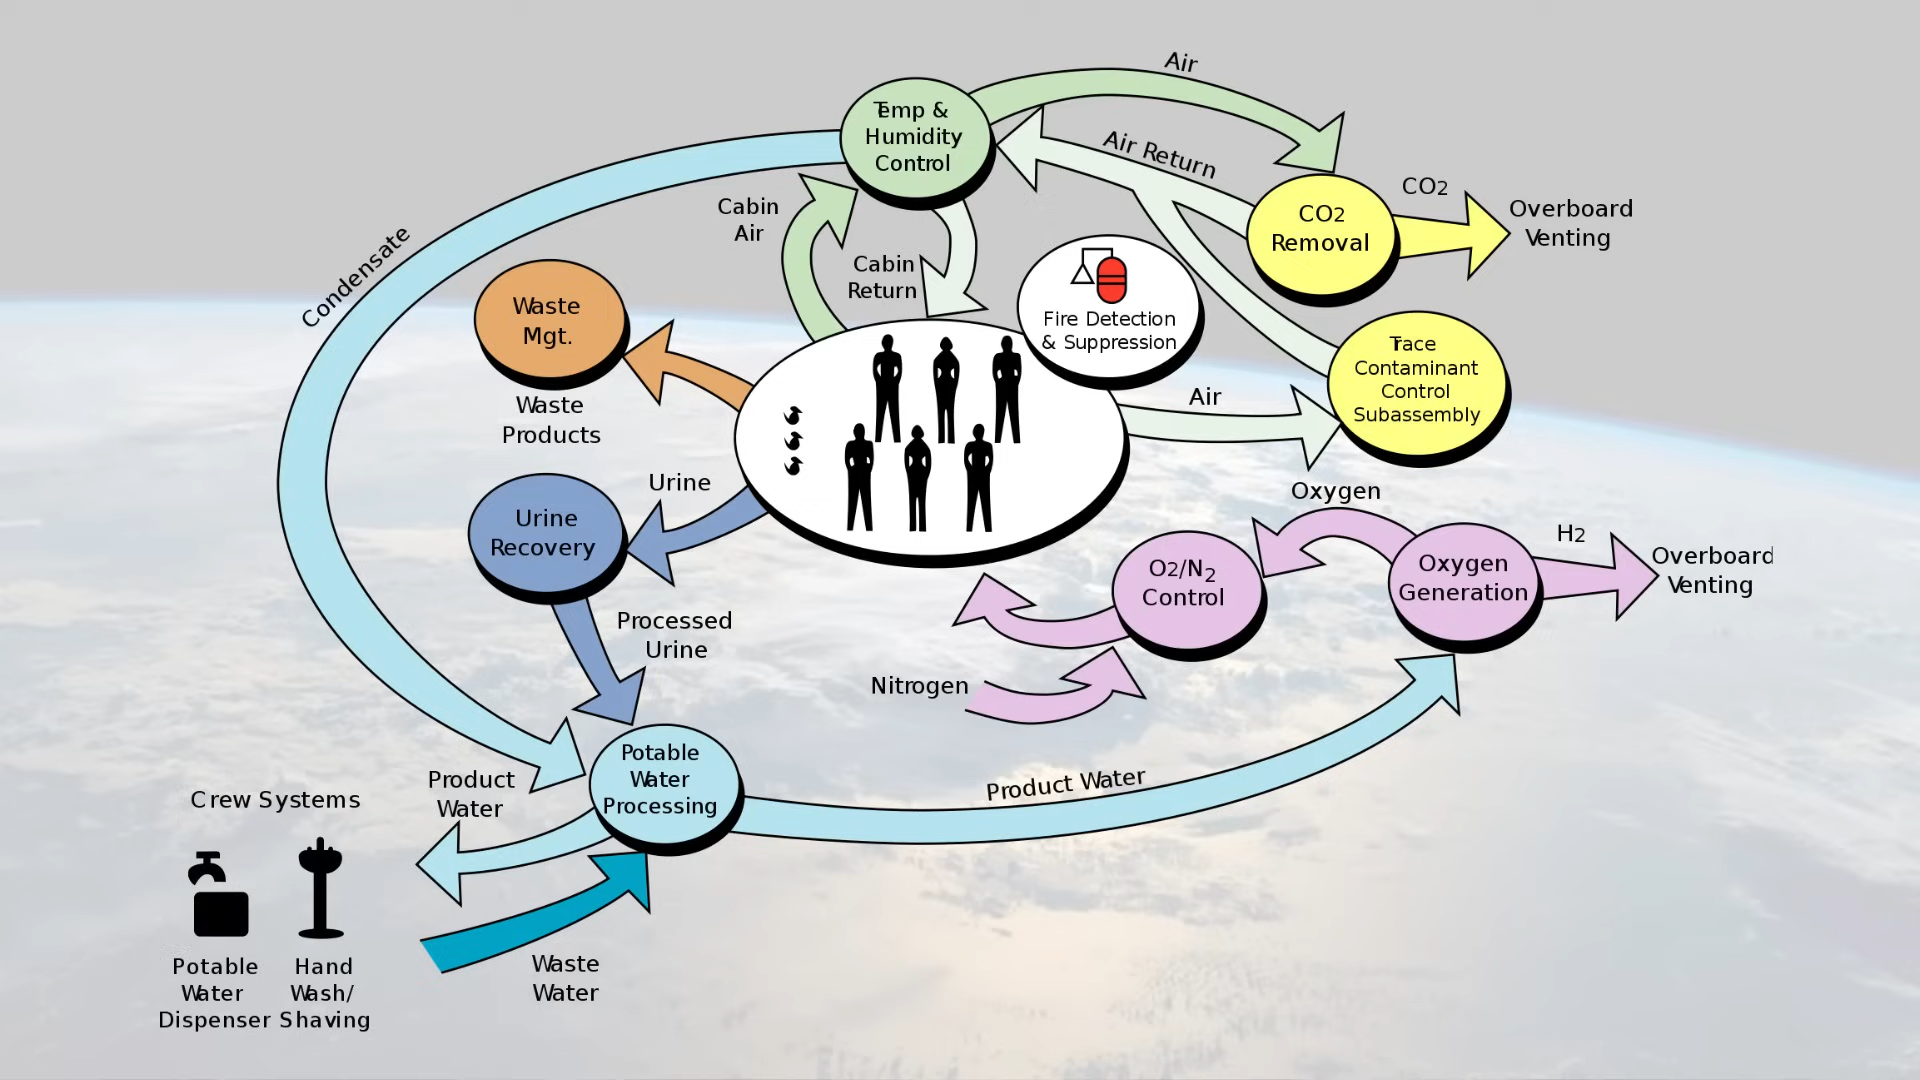 Air
Temp &
Humidity
Control
Air Return
CO2
Removal
CO2
Overboard
Venting
Cabin
Air
Cabin
Return
Condensate
Fire Detection
& Suppression
Waste
Mgt.
Waste
Products
Trace
Contaminant
Control
Subassembly
Air
Urine
Urine
Recovery
Oxygen
O2/N2
Control
Oxygen
Generation
H2
Overboard
Venting
Processed
Urine
Nitrogen
Potable
Water
Processing
Product
Water
Product Water
Crew Systems
Potable
Water
Dispenser
Hand
Wash/
Shaving
Waste
Water